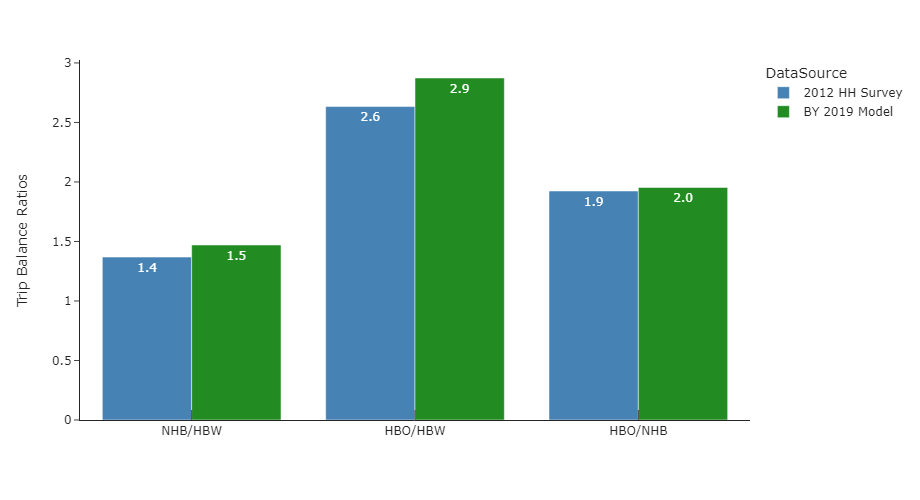 DataSource
2012 HH Survey
BY 2019 Model
Trip Balance Ratios
3
2.5
2
1.5
1
0.5
0
1.4
1.5
2.6
2.9
1.9
2.0
NHB/HBW
HBO/HBW
HBO/NHB